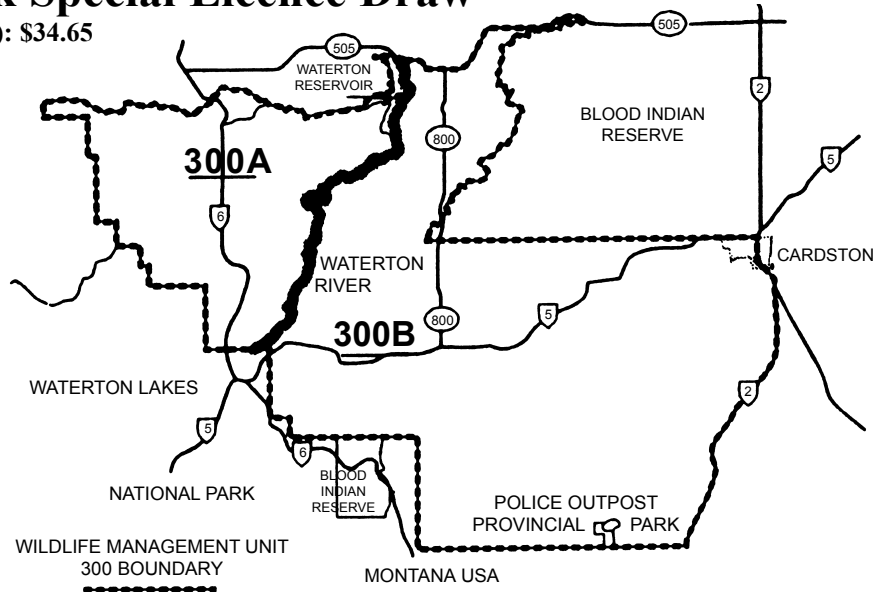 Special Licence Draw
): $34.65
505
505
WATERTON
RESERVOIR
2
BLOOD INDIAN
RESERVE
800
5
300A
6
WATERTON
RIVER
CARDSTON
800
5
300B
WATERTON LAKES
2
5
6
BLOOD
INDIAN
RESERVE
NATIONAL PARK
POLICE OUTPOST
PROVINCIAL PARK
WILDLIFE MANAGEMENT UNIT
300 BOUNDARY
MONTANA USA